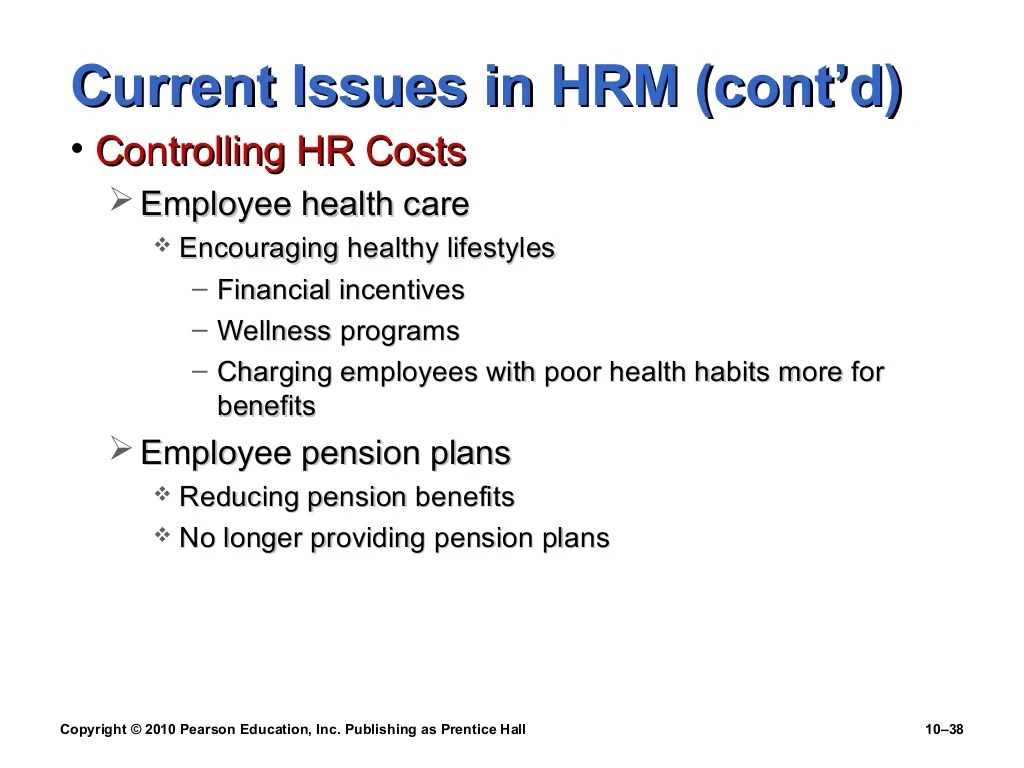 Current Issues in HRM (cont’d)
• Controlling HR Costs
➢ Employee health care
❖ Encouraging healthy lifestyles
– Financial incentives
– Wellness programs
– Charging employees with poor health habits more for
benefits
➢ Employee pension plans
❖ Reducing pension benefits
❖ No longer providing pension plans
Copyright © 2010 Pearson Education, Inc. Publishing as Prentice Hall
10–38